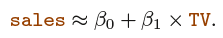 sales ≈ β₀ + β₁ × TV.